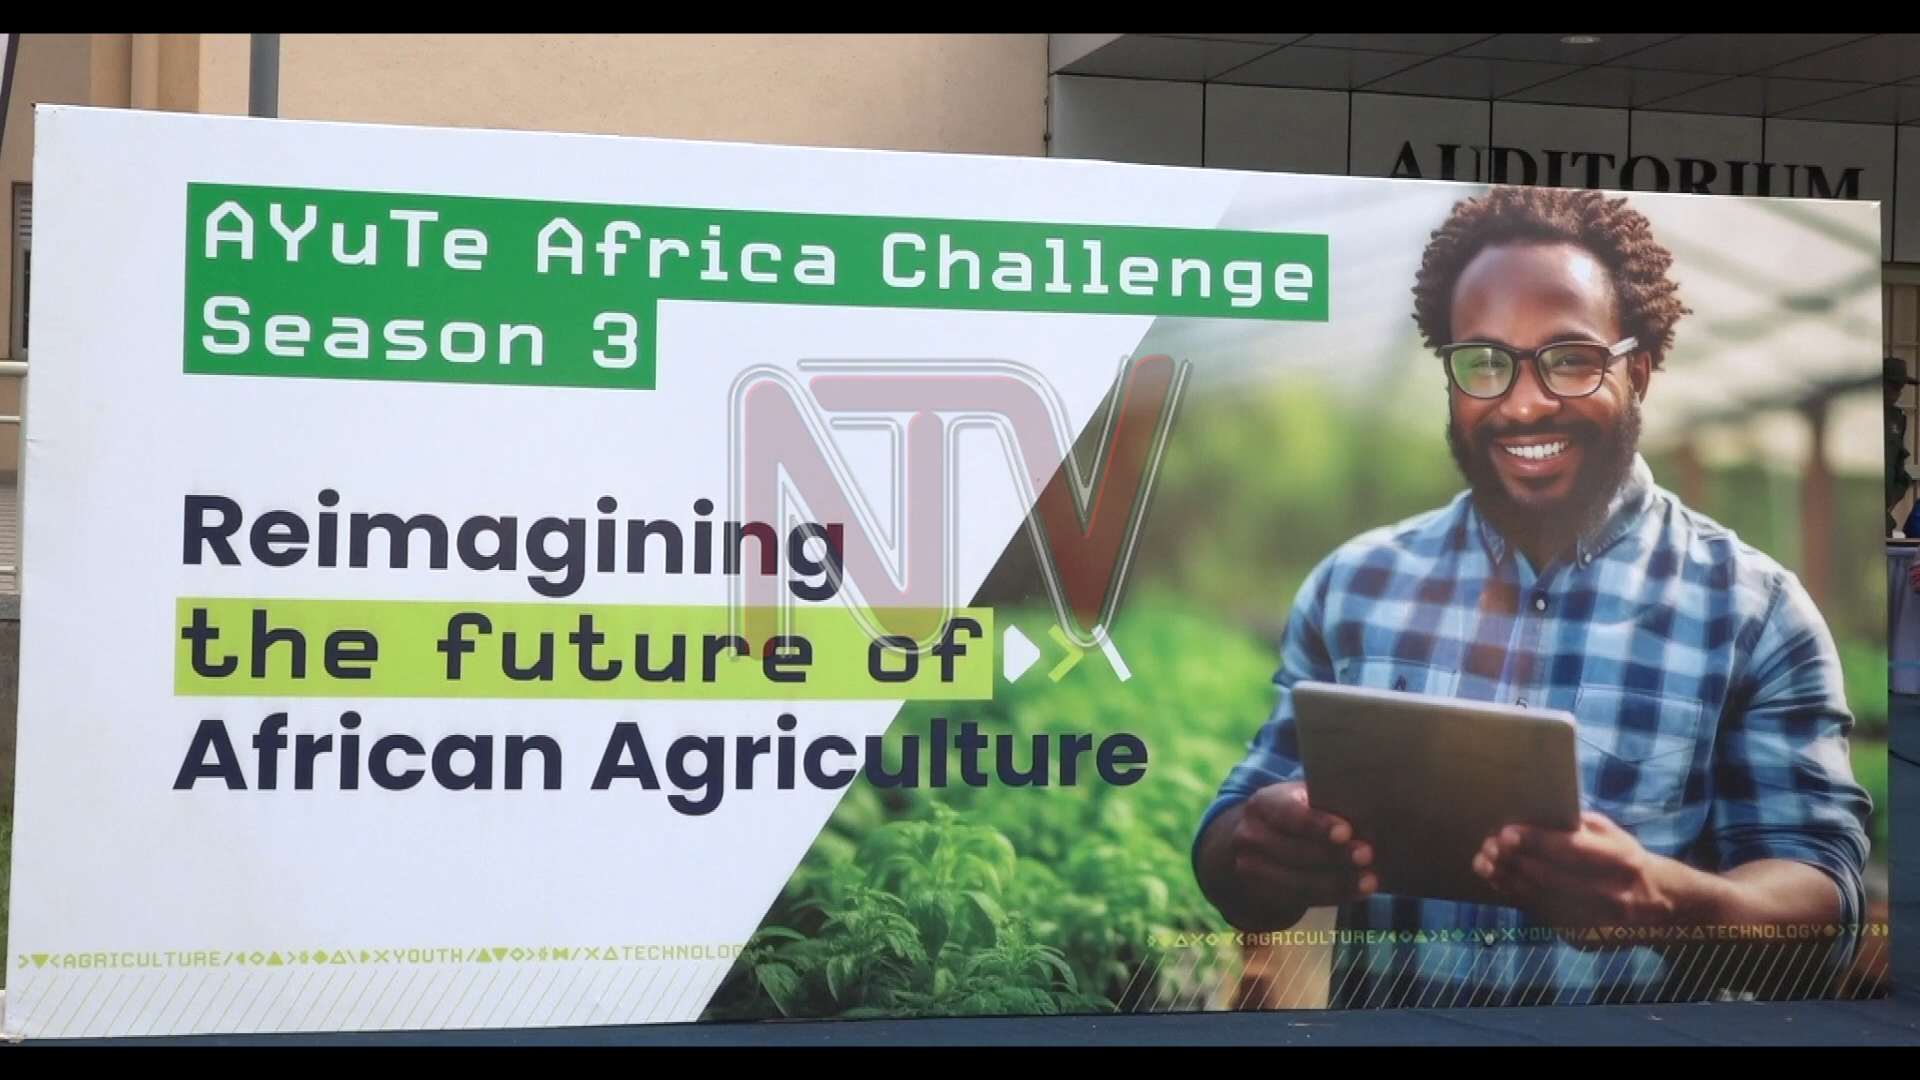 AUDITORIUM
AYuTe Africa Challenge
Season 3
NTV
Reimagining
the future of
African Agriculture
AGRICULTURE/ YOUTH/ /TECHNOLOGY
AGRICULTURE/ YOUTH/ /TECHNOLOGY